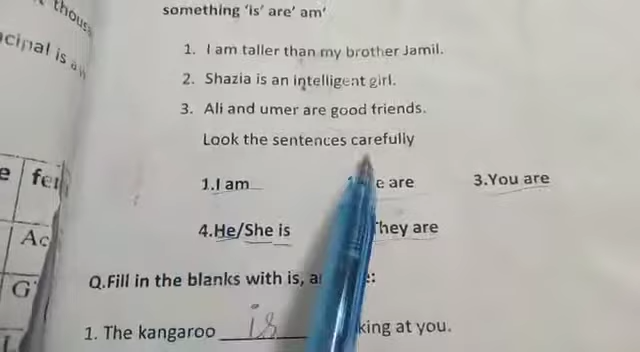 thous
cipal is
something 'is' are' am'
1. I am taller than my brother Jamil.
2. Shazia is an intelligent girl.
3. Ali and umer are good friends.
Look the sentences carefully
1.I am e are 3.You are
4.He/She is They are
Q.Fill in the blanks with is, a e:
1. The kangaroo is king at you.
e fe
Ac
G